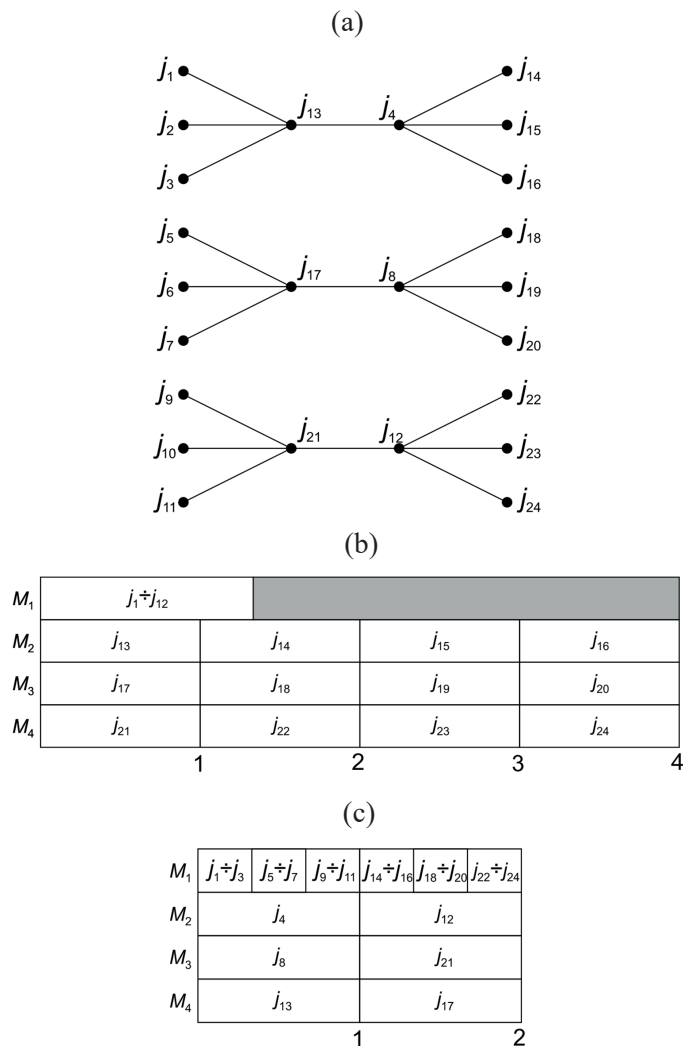 (a)
j₁ j₁₄
j₁₃ j₄
j₂ j₁₅
j₃ j₁₆
j₅ j₁₈
j₁₇ j₈
j₆ j₁₉
j₇ j₂₀
j₉ j₂₂
j₂₁ j₁₂
j₁₀ j₂₃
j₁₁ j₂₄
(b)
M₁ j₁÷j₁₂
M₂ j₁₃ j₁₄ j₁₅ j₁₆
M₃ j₁₇ j₁₈ j₁₉ j₂₀
M₄ j₂₁ j₂₂ j₂₃ j₂₄
1 2 3 4
(c)
M₁ j₁÷j₃ j₅÷j₇ j₉÷j₁₁ j₁₄÷j₁₆ j₁₈÷j₂₀ j₂₂÷j₂₄
M₂ j₄ j₁₂
M₃ j₈ j₂₁
M₄ j₁₃ j₁₇
1 2